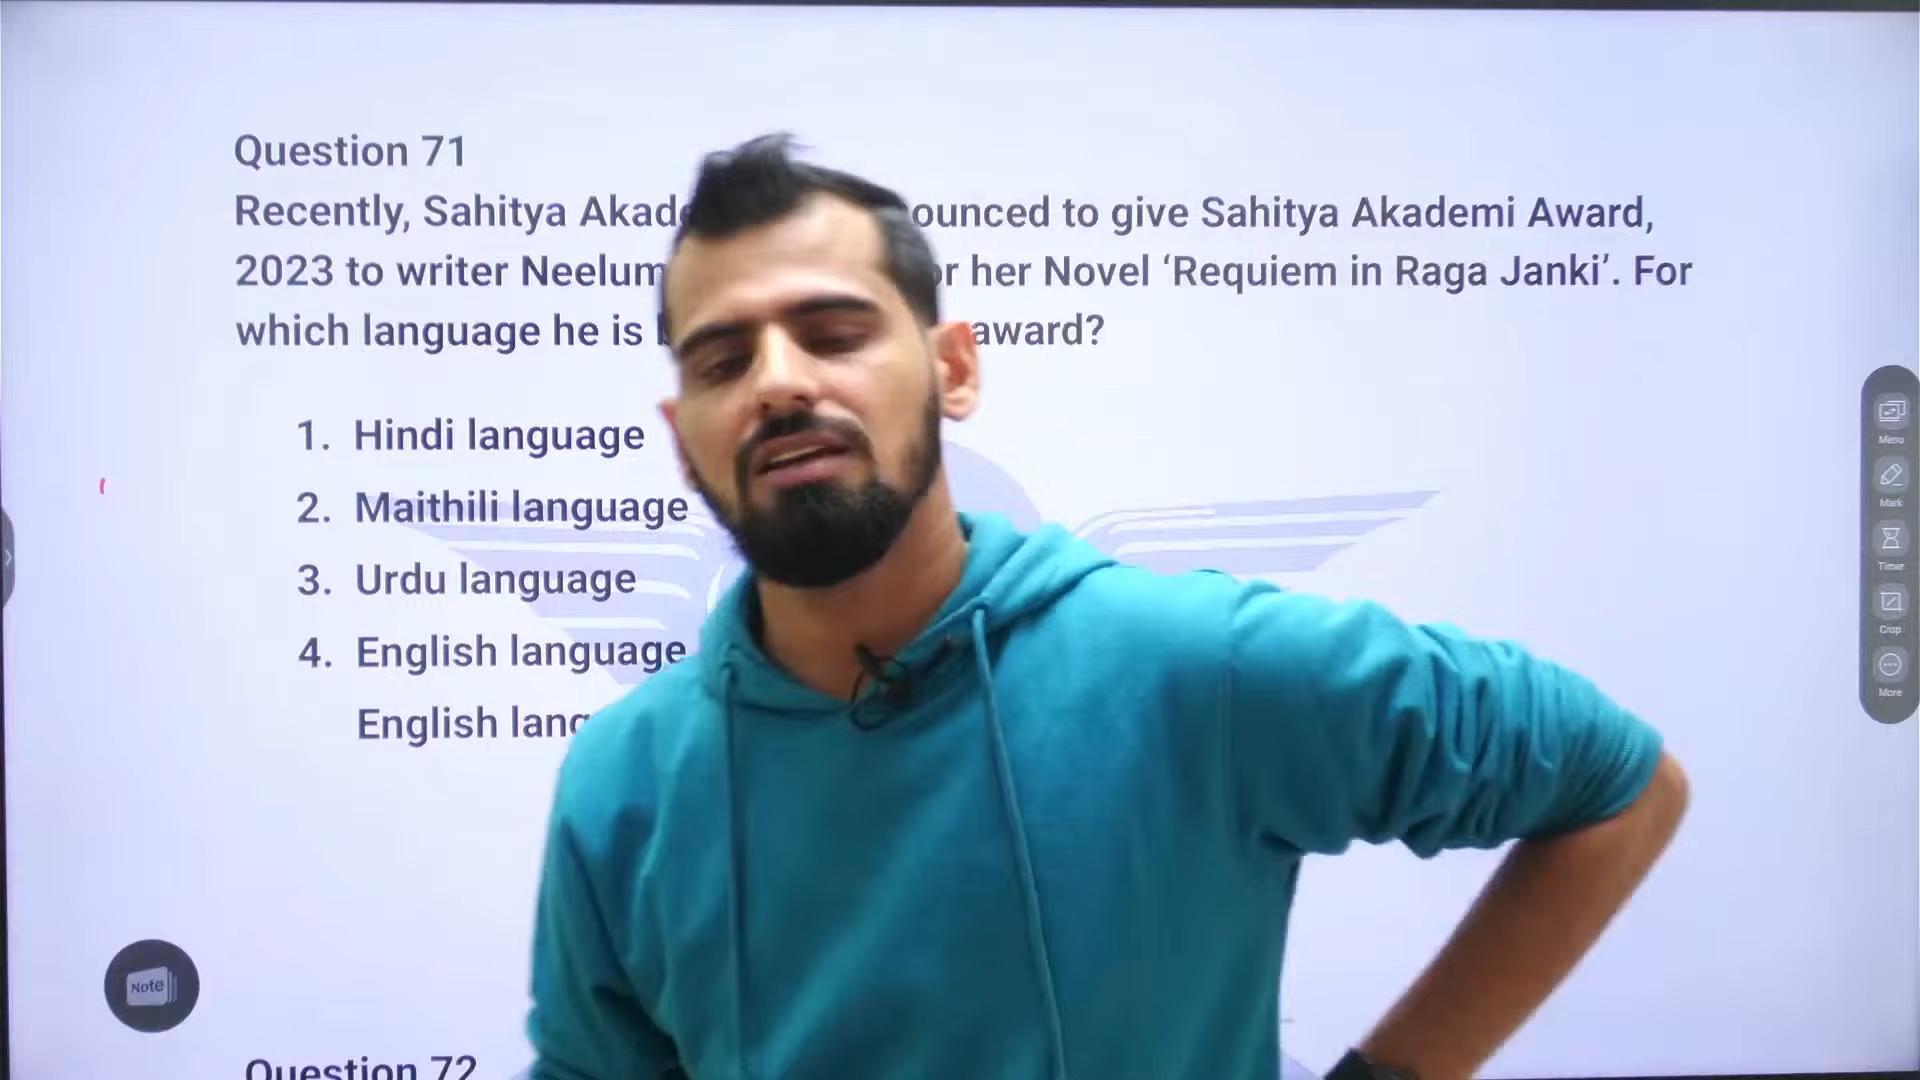 Question 71
Recently, Sahitya Akad ounced to give Sahitya Akademi Award,
2023 to writer Neelum or her Novel ‘Requiem in Raga Janki’. For
which language he is award?
1. Hindi language
2. Maithili language
3. Urdu language
4. English language
English lang
Menu
Mark
Timer
Crop
More
Note
Question 72